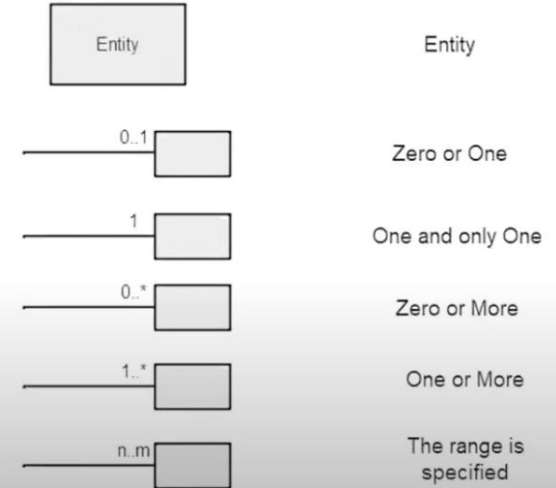 Entity Entity
0..1 Zero or One
1 One and only One
0..* Zero or More
1..* One or More
n..m The range is
specified